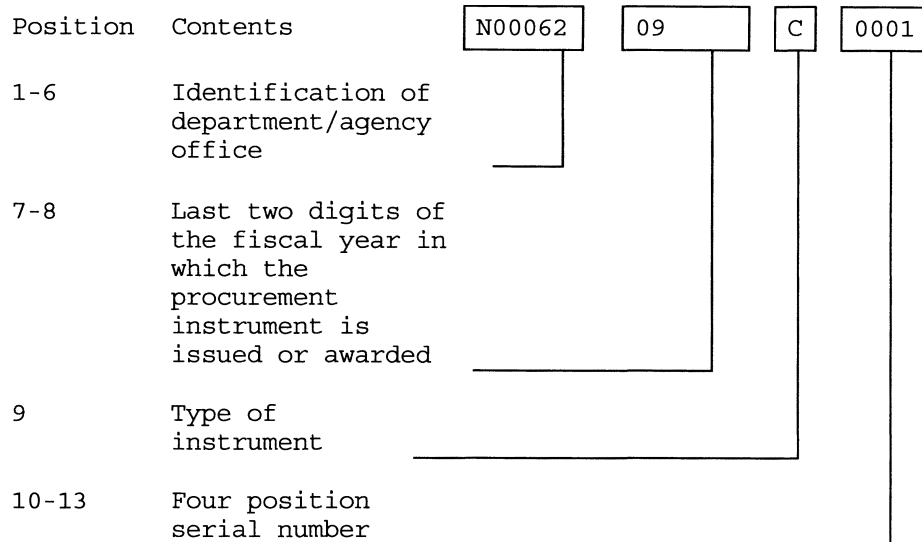 Position Contents N00062 09 C 0001
1-6 Identification of
department/agency
office
7-8 Last two digits of
the fiscal year in
which the
procurement
instrument is
issued or awarded
9 Type of
instrument
10-13 Four position
serial number